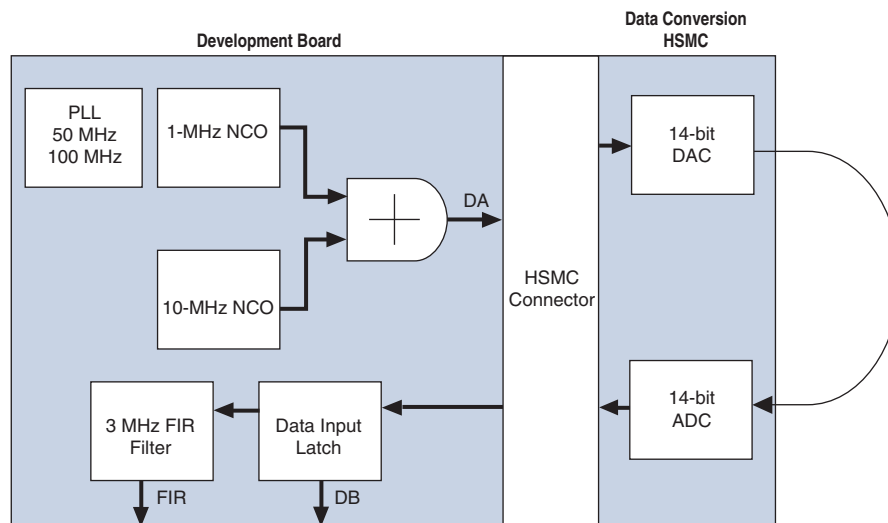 Development Board
Data Conversion
HSMC
PLL
50 MHz
100 MHz
1-MHz NCO
14-bit
DAC
DA
10-MHz NCO
HSMC
Connector
3 MHz FIR
Filter
Data Input
Latch
14-bit
ADC
FIR
DB